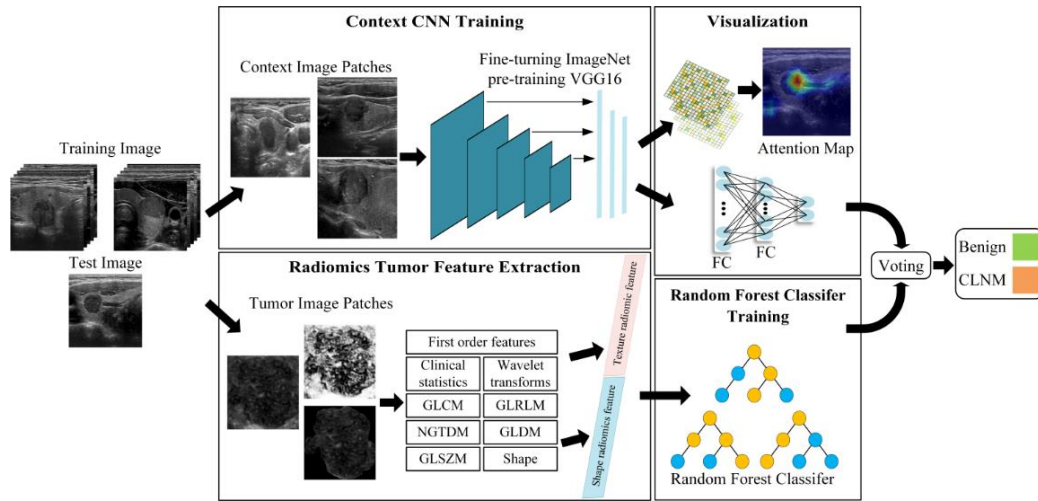 Training Image
Test Image
Context CNN Training
Context Image Patches
Fine-turning ImageNet
pre-training VGG16
Visualization
Attention Map
FC
FC
Radiomics Tumor Feature Extraction
Tumor Image Patches
First order features
Clinical
statistics
Wavelet
transforms
GLCM
GLRLM
NGTDM
GLDM
GLSZM
Shape
Texture radiomic feature
Shape radiomics feature
Random Forest Classifer
Training
Random Forest Classifer
Voting
Benign
CLNM